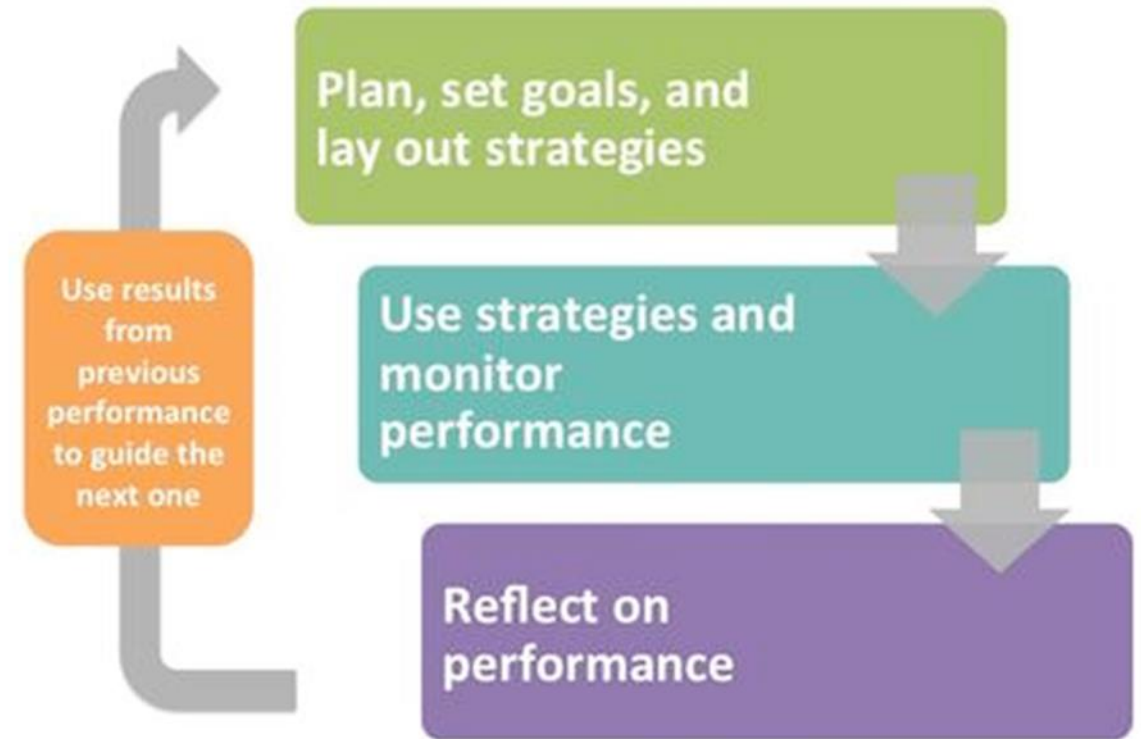 Plan, set goals, and
lay out strategies
Use strategies and
monitor
performance
Reflect on
performance
Use results
from
previous
performance
to guide the
next one